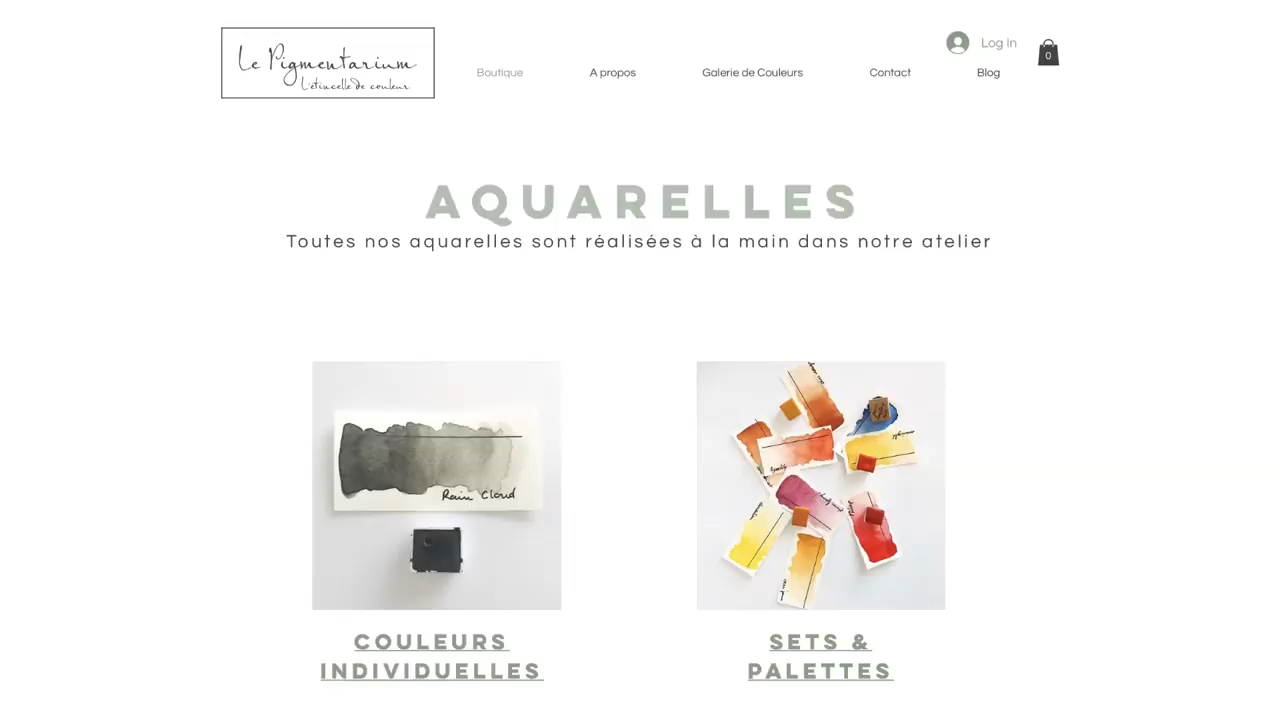 Le Pigmentarium
L'étincelle de couleur
Log In
0
Boutique
A propos
Galerie de Couleurs
Contact
Blog
AQUARELLES
Toutes nos aquarelles sont réalisées à la main dans notre atelier
Rain Cloud
COULEURS
INDIVIDUELLES
SETS &
PALETTES